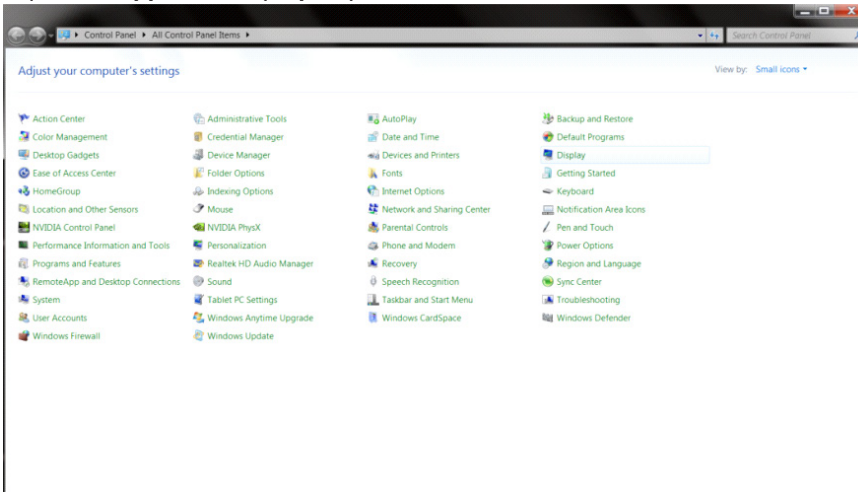 Control Panel All Control Panel Items Search Control Panel
Adjust your computer's settings View by: Small icons
Action Center Administrative Tools AutoPlay Backup and Restore
Color Management Credential Manager Date and Time Default Programs
Desktop Gadgets Device Manager Devices and Printers Display
Ease of Access Center Folder Options Fonts Getting Started
HomeGroup Indexing Options Internet Options Keyboard
Location and Other Sensors Mouse Network and Sharing Center Notification Area Icons
NVIDIA Control Panel NVIDIA PhysX Parental Controls Pen and Touch
Performance Information and Tools Personalization Phone and Modem Power Options
Programs and Features Realtek HD Audio Manager Recovery Region and Language
RemoteApp and Desktop Connections Sound Speech Recognition Sync Center
System Tablet PC Settings Taskbar and Start Menu Troubleshooting
User Accounts Windows Anytime Upgrade Windows CardSpace Windows Defender
Windows Firewall Windows Update